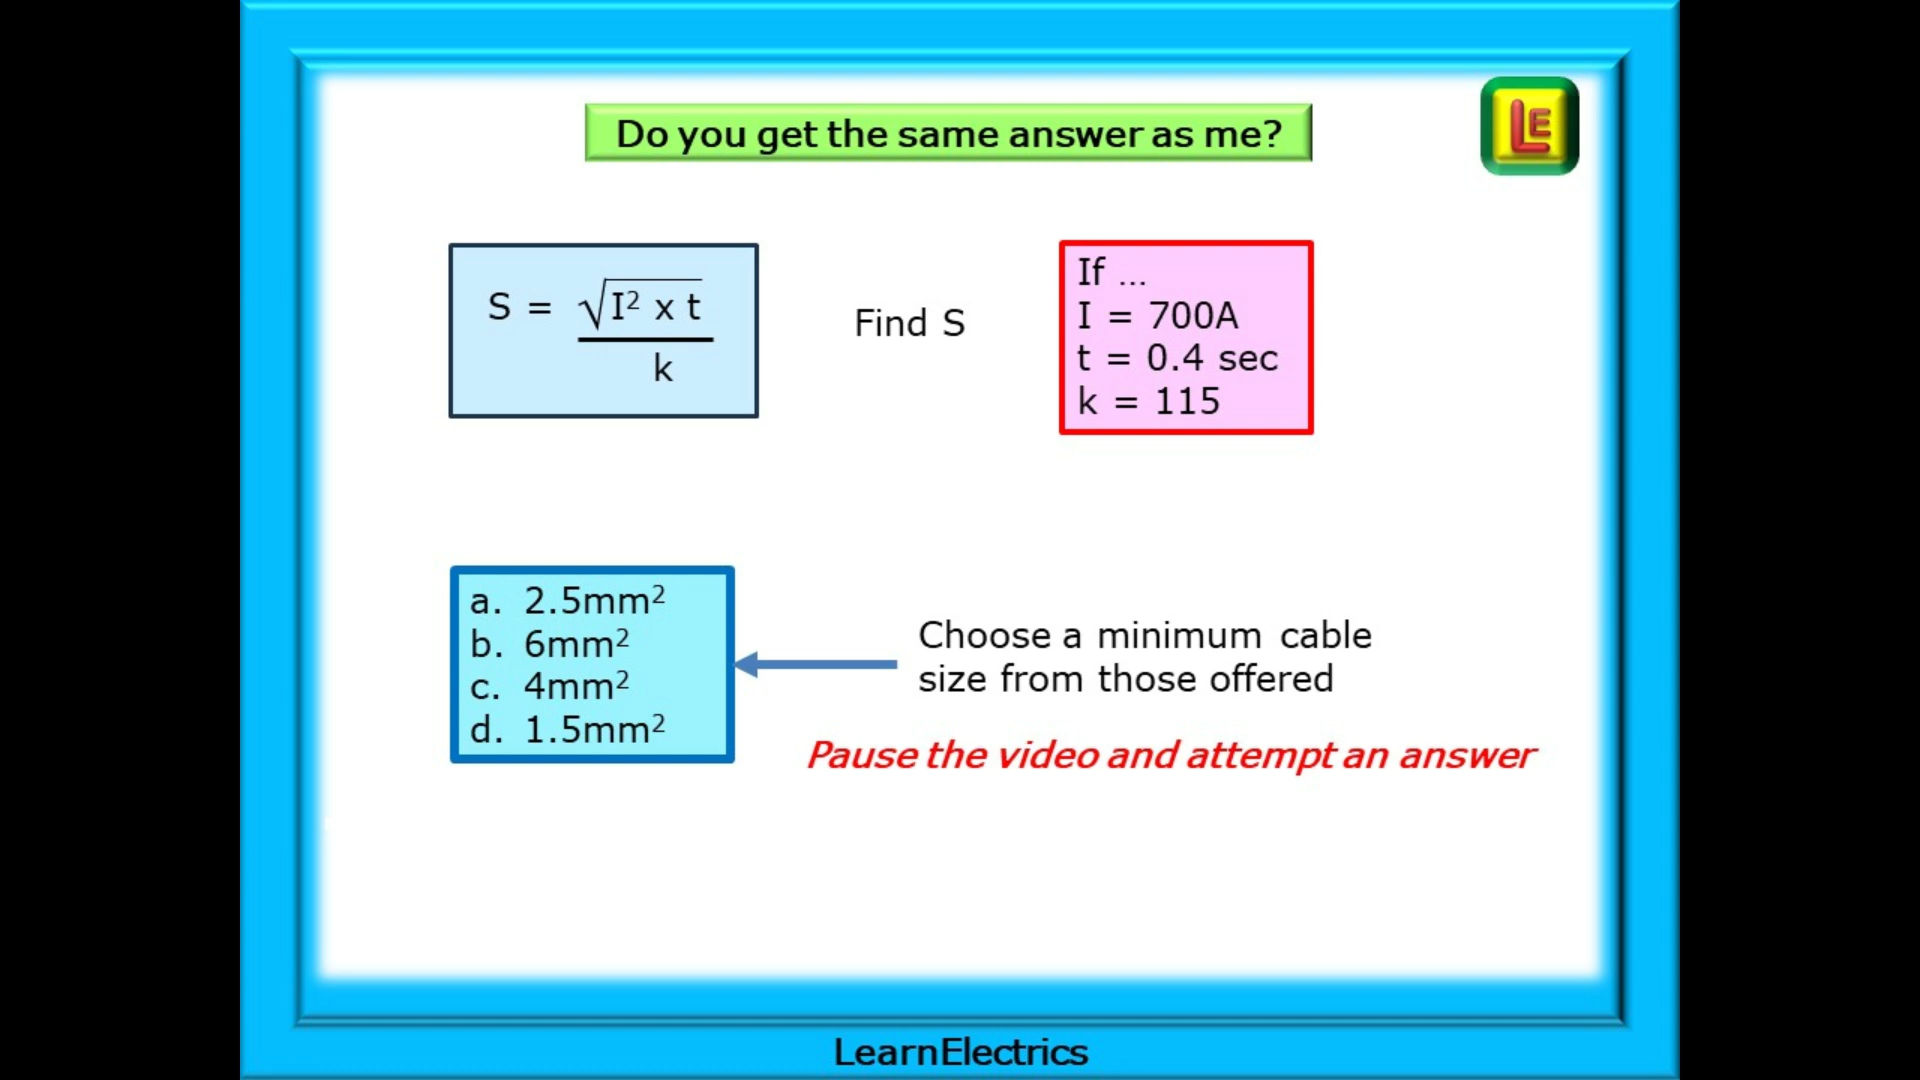 Do you get the same answer as me?
LE
S = √I² x t
k
Find S
If ...
I = 700A
t = 0.4 sec
k = 115
a. 2.5mm²
b. 6mm²
c. 4mm²
d. 1.5mm²
Choose a minimum cable
size from those offered
Pause the video and attempt an answer
LearnElectrics